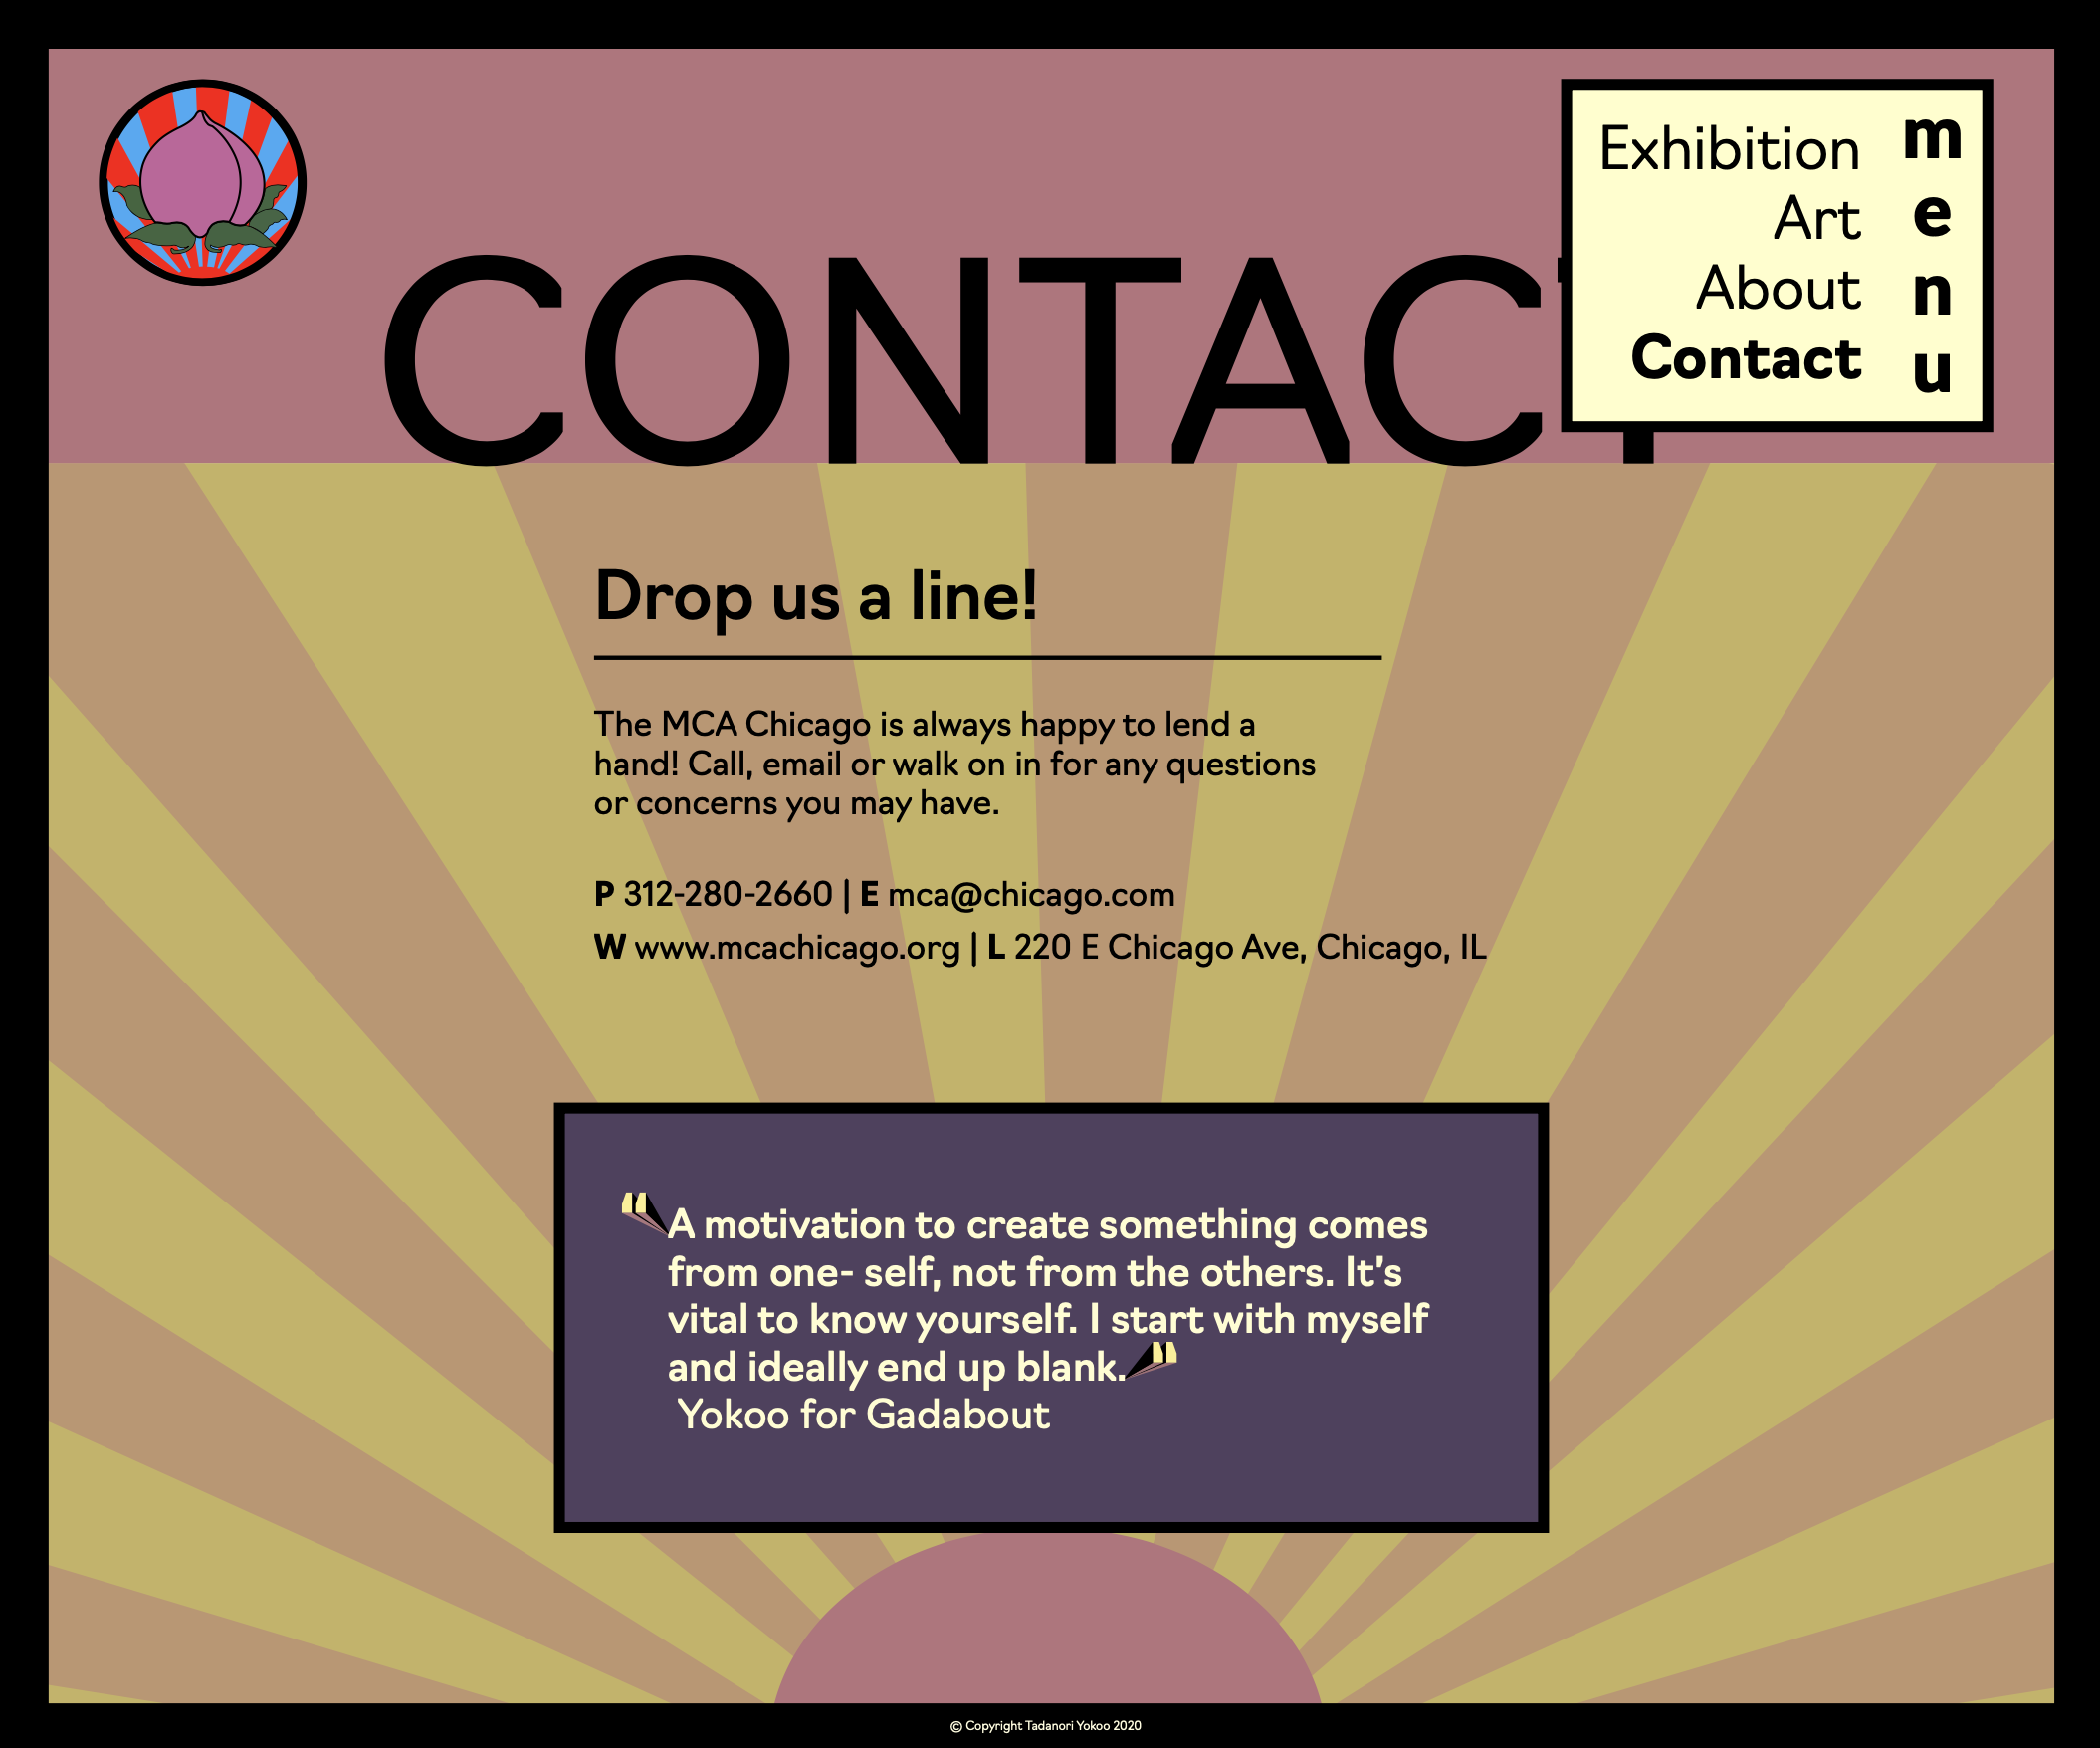 CONTACT
Exhibition
Art
About
Contact
menu
Drop us a line!
The MCA Chicago is always happy to lend a
hand! Call, email or walk on in for any questions
or concerns you may have.
P 312-280-2660 | E mca@chicago.com
W www.mcachicago.org | L 220 E Chicago Ave, Chicago, IL
“A motivation to create something comes
from one- self, not from the others. It’s
vital to know yourself. I start with myself
and ideally end up blank.”
Yokoo for Gadabout
© Copyright Tadanori Yokoo 2020